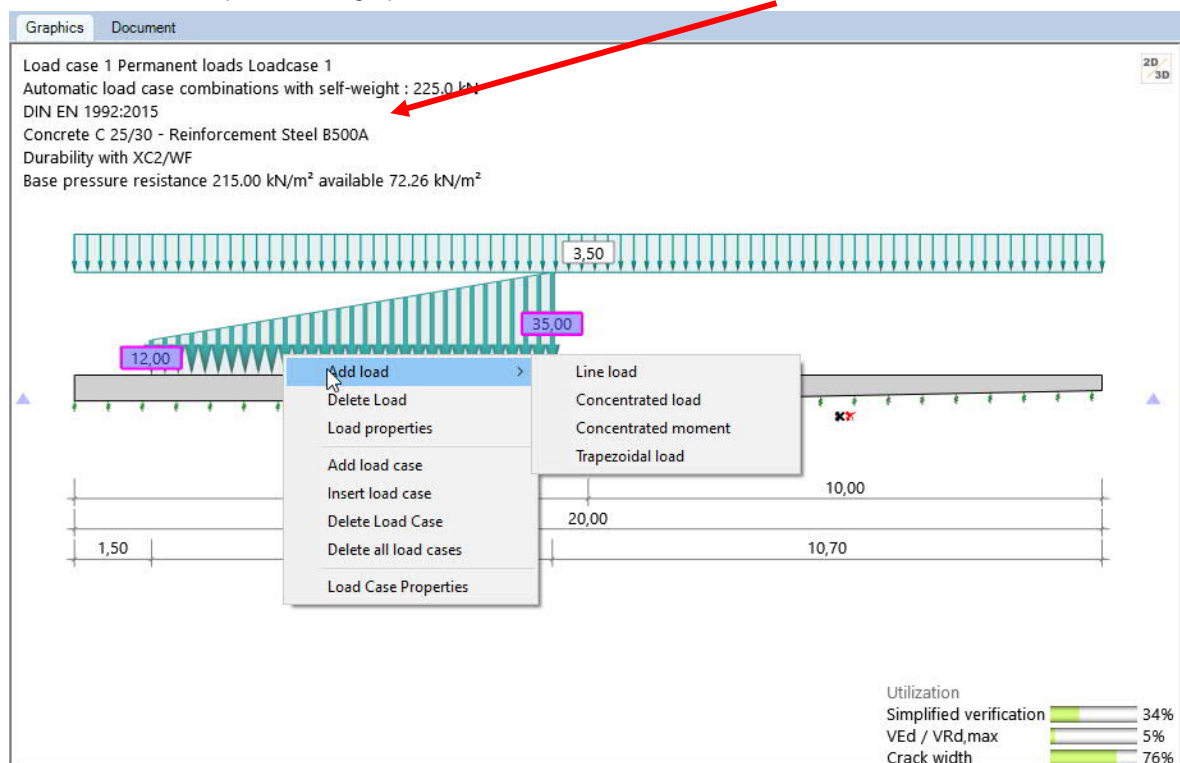 Graphics Document
Load case 1 Permanent loads Loadcase 1
2D/
3D
Automatic load case combinations with self-weight : 225.0 kN
DIN EN 1992:2015
Concrete C 25/30 - Reinforcement Steel B500A
Durability with XC2/WF
Base pressure resistance 215.00 kN/m² available 72.26 kN/m²
3,50
35,00
12,00
Add load > Line load
Delete Load Concentrated load
Load properties Concentrated moment
Trapezoidal load
Add load case
Insert load case 10,00
Delete Load Case 20,00
1,50 Delete all load cases 10,70
Load Case Properties
Utilization
Simplified verification 34%
VEd / VRd,max 5%
Crack width 76%